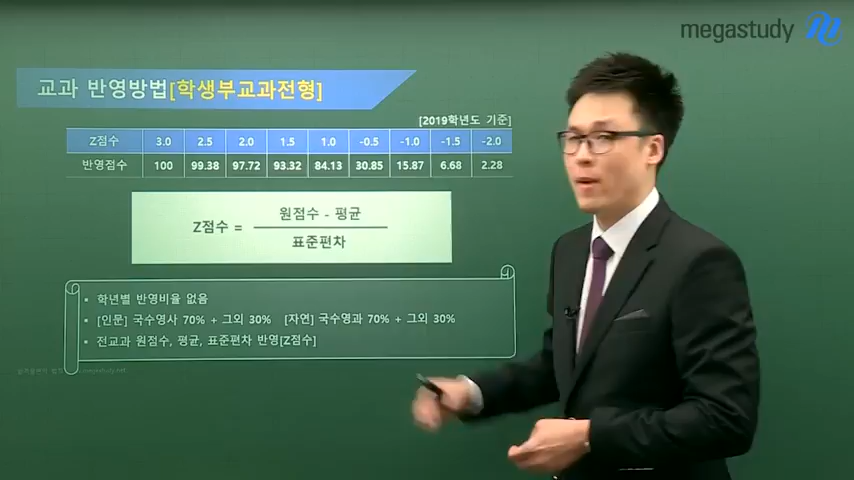 megastudy
교과 반영방법[학생부교과전형]
[2019학년도 기준]
Z점수 3.0 2.5 2.0 1.5 1.0 -0.5 -1.0 -1.5 -2.0
반영점수 100 99.38 97.72 93.32 84.13 30.85 15.87 6.68 2.28
Z점수 = 원점수 - 평균
표준편차
• 학년별 반영비율 없음
• [인문] 국수영사 70% + 그외 30% [자연] 국수영과 70% + 그외 30%
• 전교과 원점수, 평균, 표준편차 반영[Z점수]